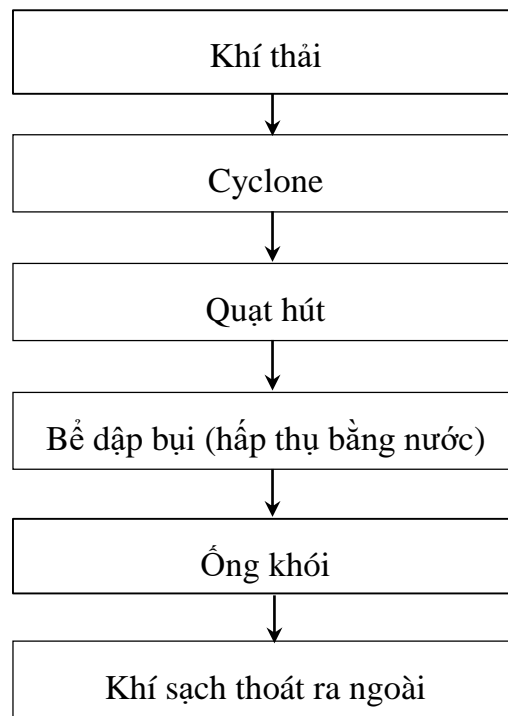 Khí thải
Cyclone
Quạt hút
Bể dập bụi (hấp thụ bằng nước)
Ống khói
Khí sạch thoát ra ngoài